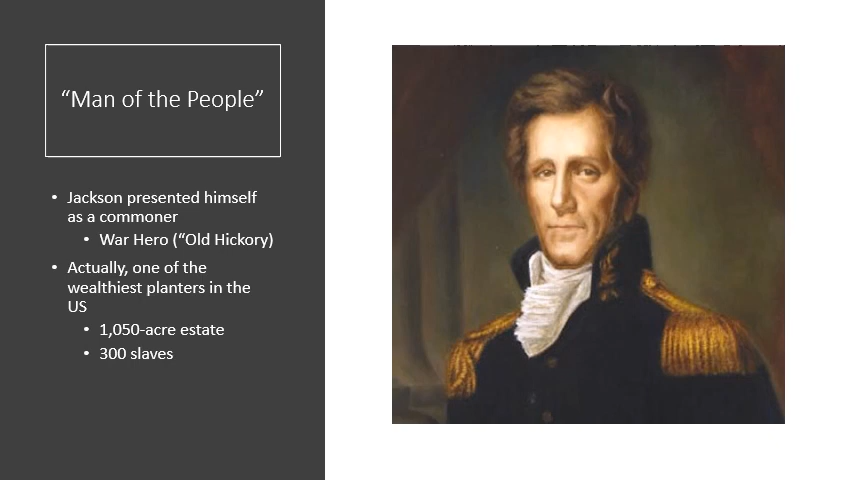 “Man of the People”
• Jackson presented himself
as a commoner
• War Hero (“Old Hickory)
• Actually, one of the
wealthiest planters in the
US
• 1,050-acre estate
• 300 slaves